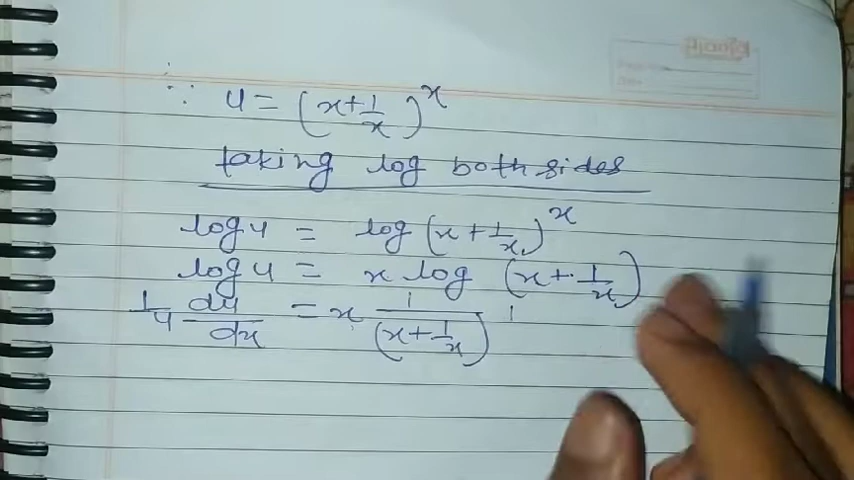 ∴ u = (x + 1/x)^x
taking log both sides
log u = log (x + 1/x)^x
log u = x log (x + 1/x)
1/u du/dx = x 1/(x + 1/x)